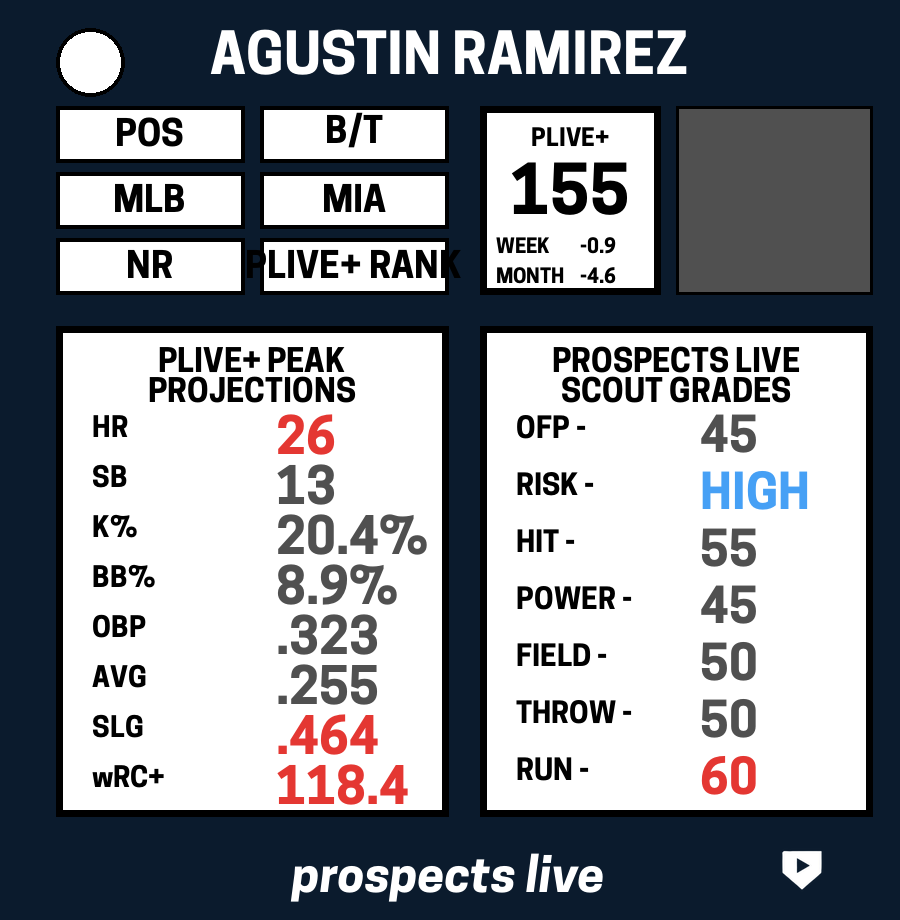 AGUSTIN RAMIREZ
POS
B/T
MLB
MIA
NR
PLIVE+ RANK
PLIVE+
155
WEEK -0.9
MONTH -4.6
PLIVE+ PEAK
PROJECTIONS
HR 26
SB 13
K% 20.4%
BB% 8.9%
OBP .323
AVG .255
SLG .464
wRC+ 118.4
PROSPECTS LIVE
SCOUT GRADES
OFP - 45
RISK - HIGH
HIT - 55
POWER - 45
FIELD - 50
THROW - 50
RUN - 60
prospects live